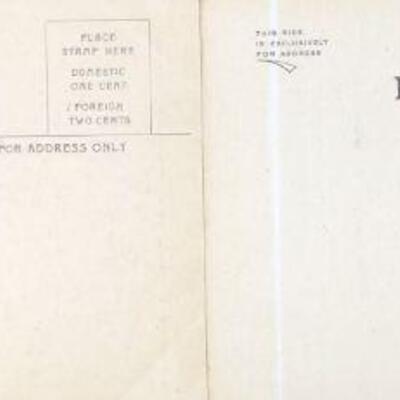 PLACE
STAMP HERE
DOMESTIC
ONE CENT
FOREIGN
TWO CENTS
FOR ADDRESS ONLY
THIS SIDE
IS EXCLUSIVELY
FOR ADDRESS